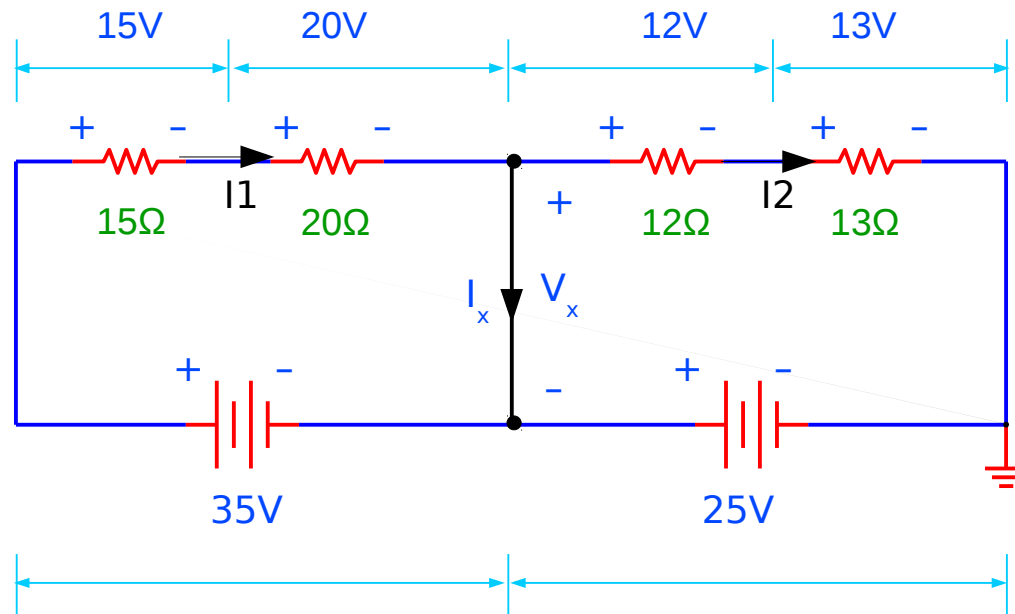 15V 20V 12V 13V
+ – + – + – + –
I1 I2
15Ω 20Ω 12Ω 13Ω
+
Ix Vx
–
+ – + –
35V 25V